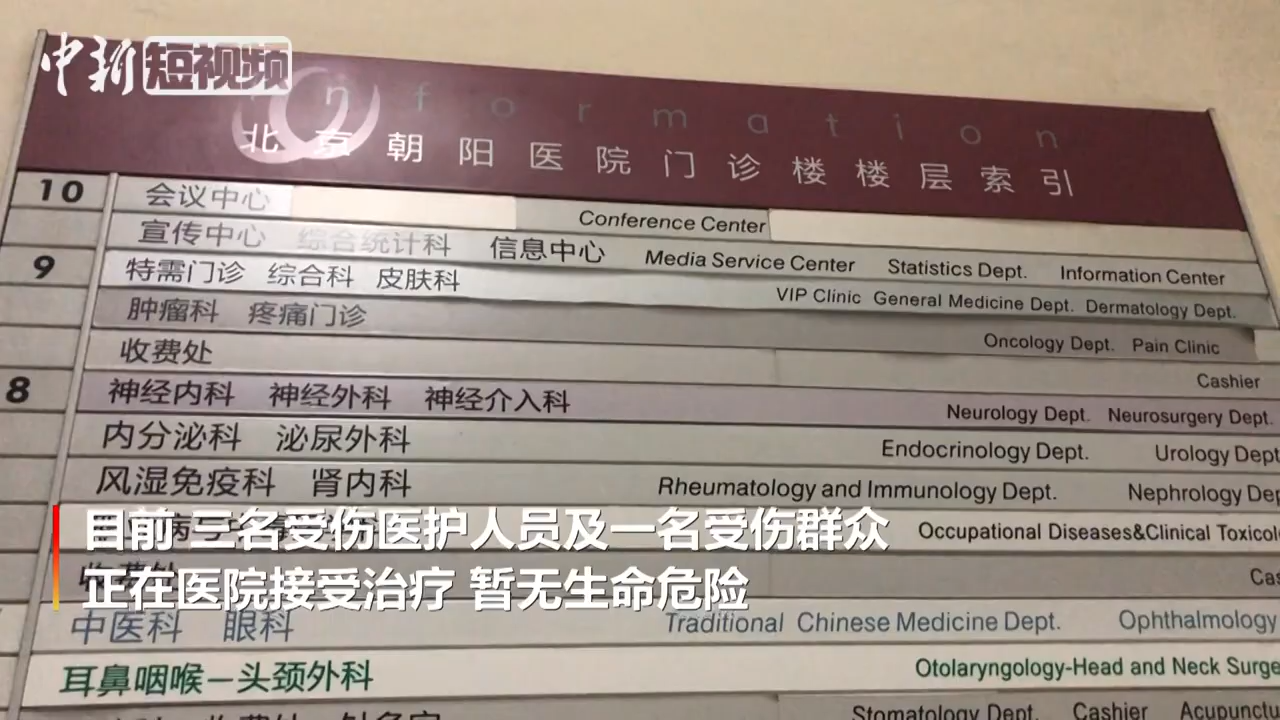 中新 短视频
information
北京朝阳医院门诊楼楼层索引
10 会议中心 Conference Center
宣传中心 综合统计科 信息中心 Media Service Center Statistics Dept. Information Center
9 特需门诊 综合科 皮肤科 VIP Clinic General Medicine Dept. Dermatology Dept.
肿瘤科 疼痛门诊 Oncology Dept. Pain Clinic
收费处 Cashier
8 神经内科 神经外科 神经介入科 Neurology Dept. Neurosurgery Dept.
内分泌科 泌尿外科 Endocrinology Dept. Urology Dept
风湿免疫科 肾内科 Rheumatology and Immunology Dept. Nephrology Dep
Occupational Diseases&Clinical Toxicol
目前 三名受伤医护人员及一名受伤群众
收费处 Cas
正在医院接受治疗 暂无生命危险
中医科 眼科 Traditional Chinese Medicine Dept. Ophthalmology
耳鼻咽喉-头颈外科 Otolaryngology-Head and Neck Surge
Stomatology Dept. Cashier Acupunctu